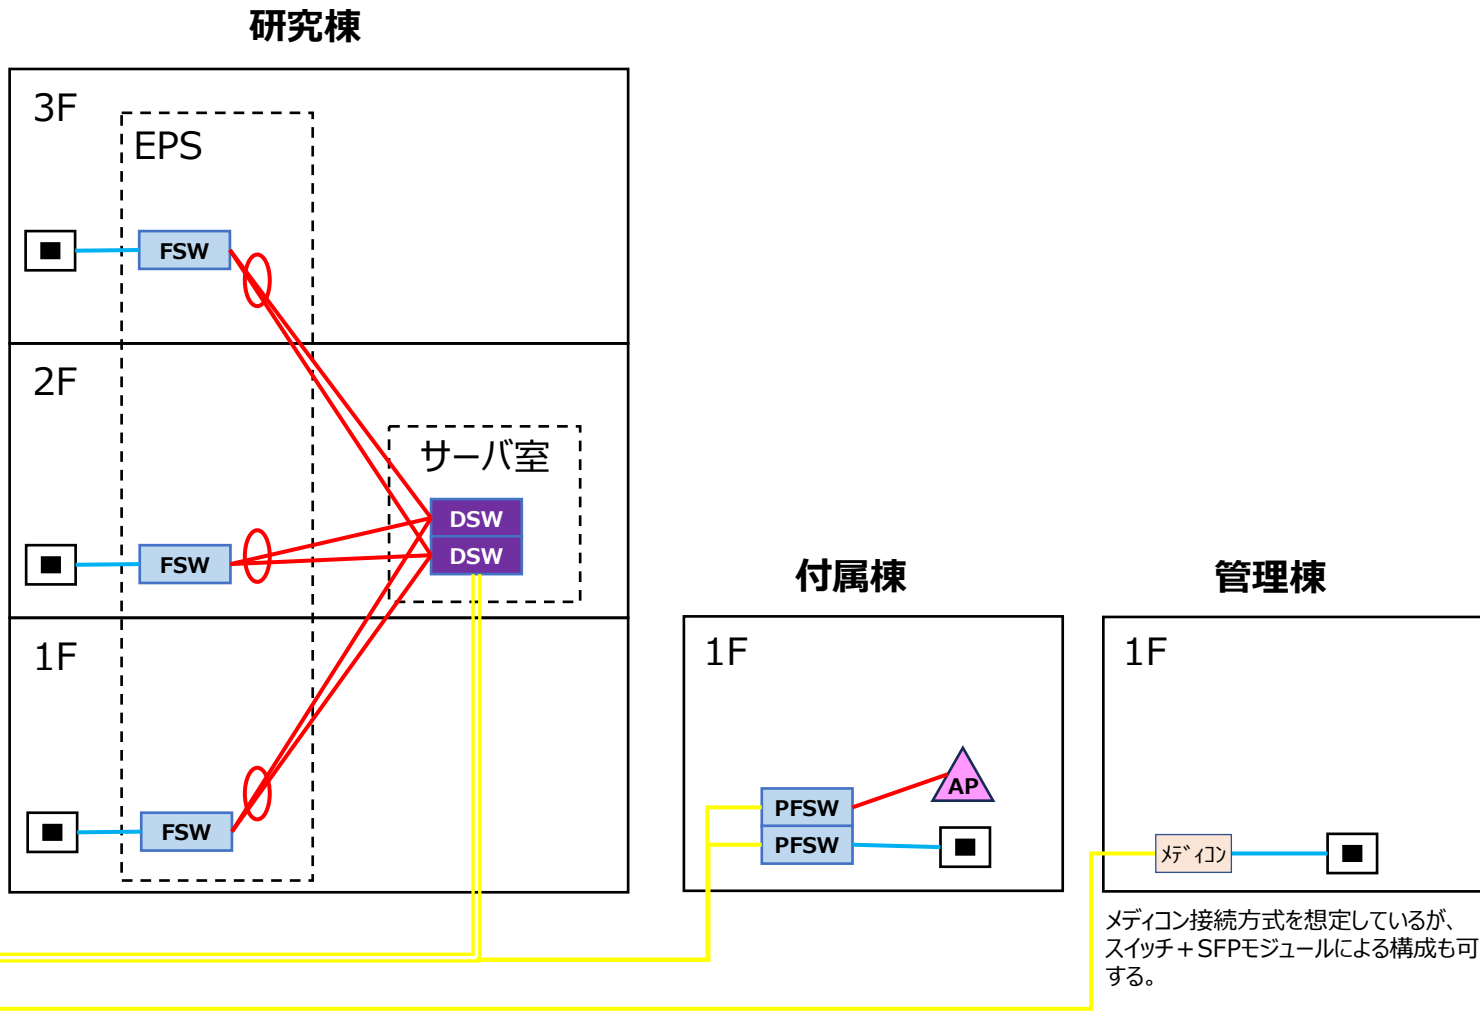 研究棟
3F
EPS
FSW
2F
サーバ室
DSW
DSW
FSW
1F
FSW
付属棟
1F
AP
PFSW
PFSW
管理棟
1F
ﾒﾃﾞｨｺﾝ
メディコン接続方式を想定しているが、
スイッチ+SFPモジュールによる構成も可
する。